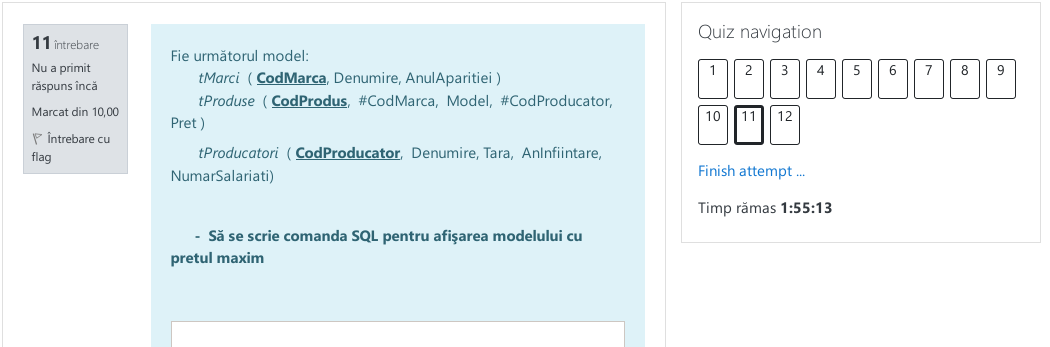 11 întrebare
Nu a primit
răspuns încă
Marcat din 10,00
Întrebare cu
flag
Fie următorul model:
tMarci ( CodMarca, Denumire, AnulAparitiei )
tProduse ( CodProdus, #CodMarca, Model, #CodProducator,
Pret )
tProducatori ( CodProducator, Denumire, Tara, AnInfiintare,
NumarSalariati)
- Să se scrie comanda SQL pentru afişarea modelului cu
pretul maxim
Quiz navigation
1 2 3 4 5 6 7 8 9
10 11 12
Finish attempt ...
Timp rămas 1:55:13